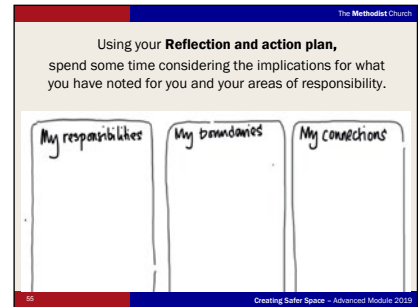 The Methodist Church
Using your Reflection and action plan,
spend some time considering the implications for what
you have noted for you and your areas of responsibility.
My responsibilities
My boundaries
My connections
55
Creating Safer Space – Advanced Module 2019